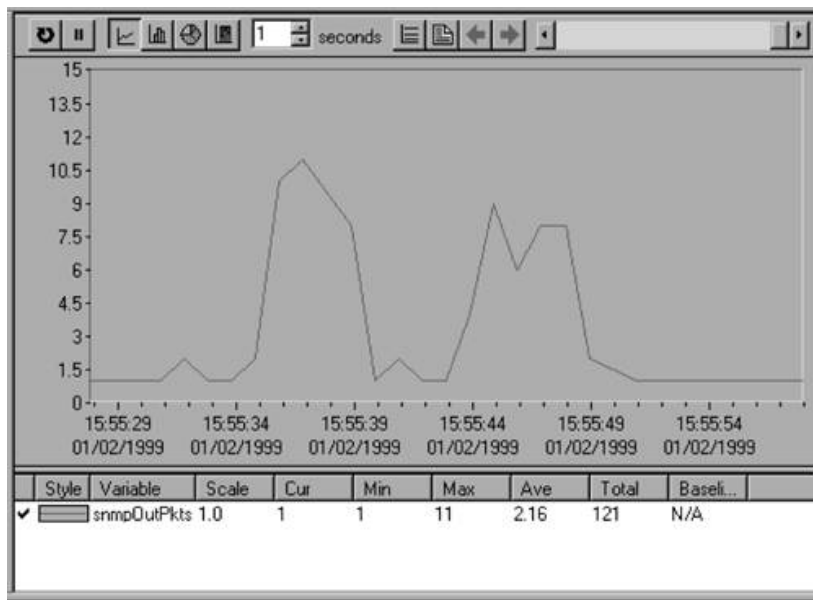 1 seconds
15
13.5
12
10.5
9
7.5
6
4.5
3
1.5
0
15:55:29 15:55:34 15:55:39 15:55:44 15:55:49 15:55:54
01/02/1999 01/02/1999 01/02/1999 01/02/1999 01/02/1999 01/02/1999
Style Variable Scale Cur Min Max Ave Total Baseli...
snmpOutPkts 1.0 1 1 11 2.16 121 N/A